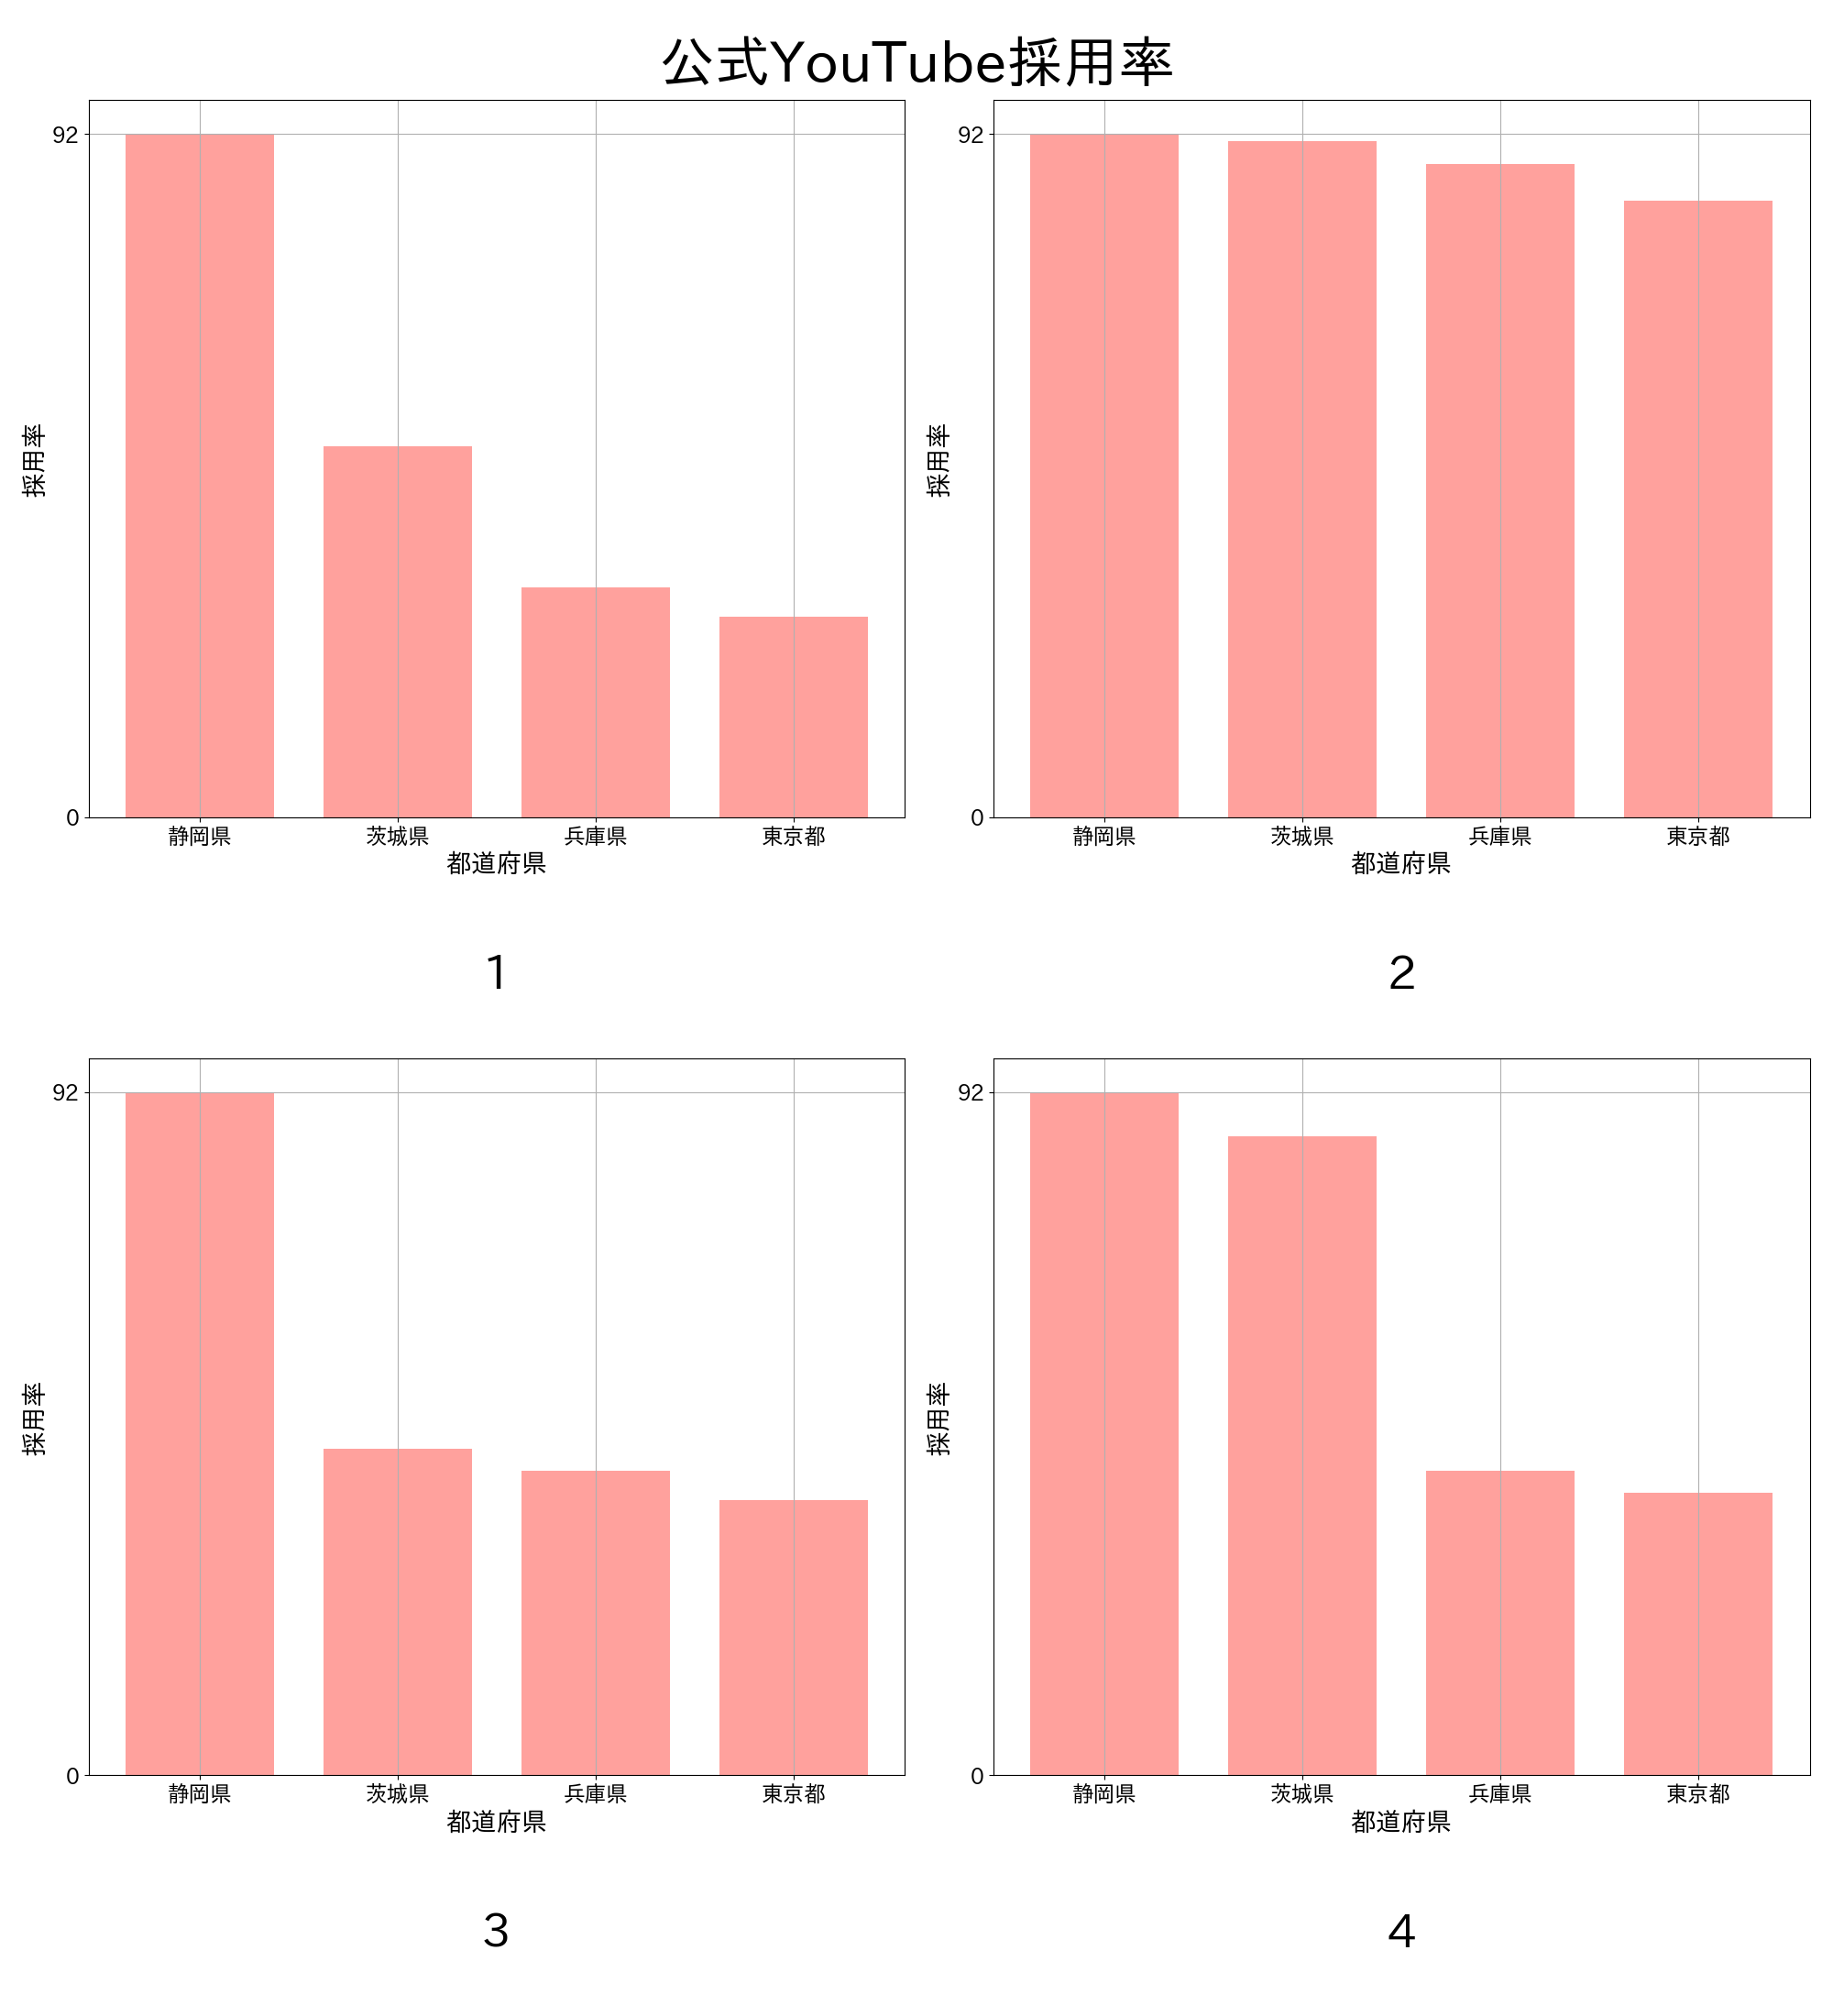 公式YouTube採用率
92
0
採用率
静岡県 茨城県 兵庫県 東京都
都道府県
1
92
0
採用率
静岡県 茨城県 兵庫県 東京都
都道府県
2
92
0
採用率
静岡県 茨城県 兵庫県 東京都
都道府県
3
92
0
採用率
静岡県 茨城県 兵庫県 東京都
都道府県
4